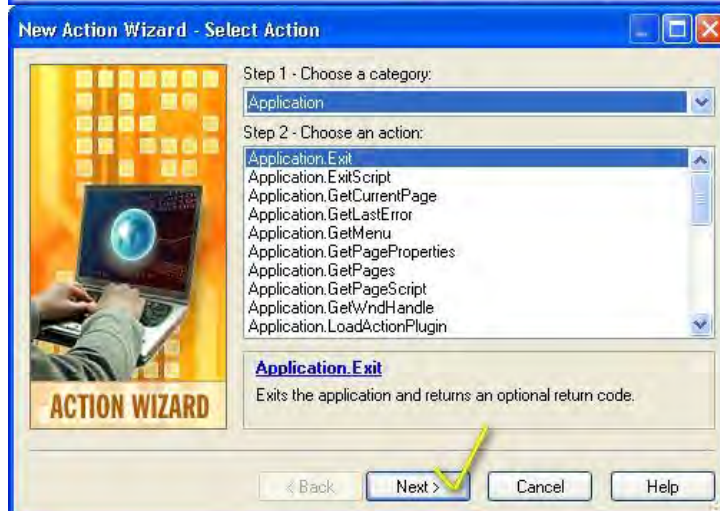 New Action Wizard - Select Action
Step 1 - Choose a category:
Application
Step 2 - Choose an action:
Application.Exit
Application.ExitScript
Application.GetCurrentPage
Application.GetLastError
Application.GetMenu
Application.GetPageProperties
Application.GetPages
Application.GetPageScript
Application.GetWndHandle
Application.LoadActionPlugin
Application.Exit
Exits the application and returns an optional return code.
ACTION WIZARD
< Back
Next >
Cancel
Help